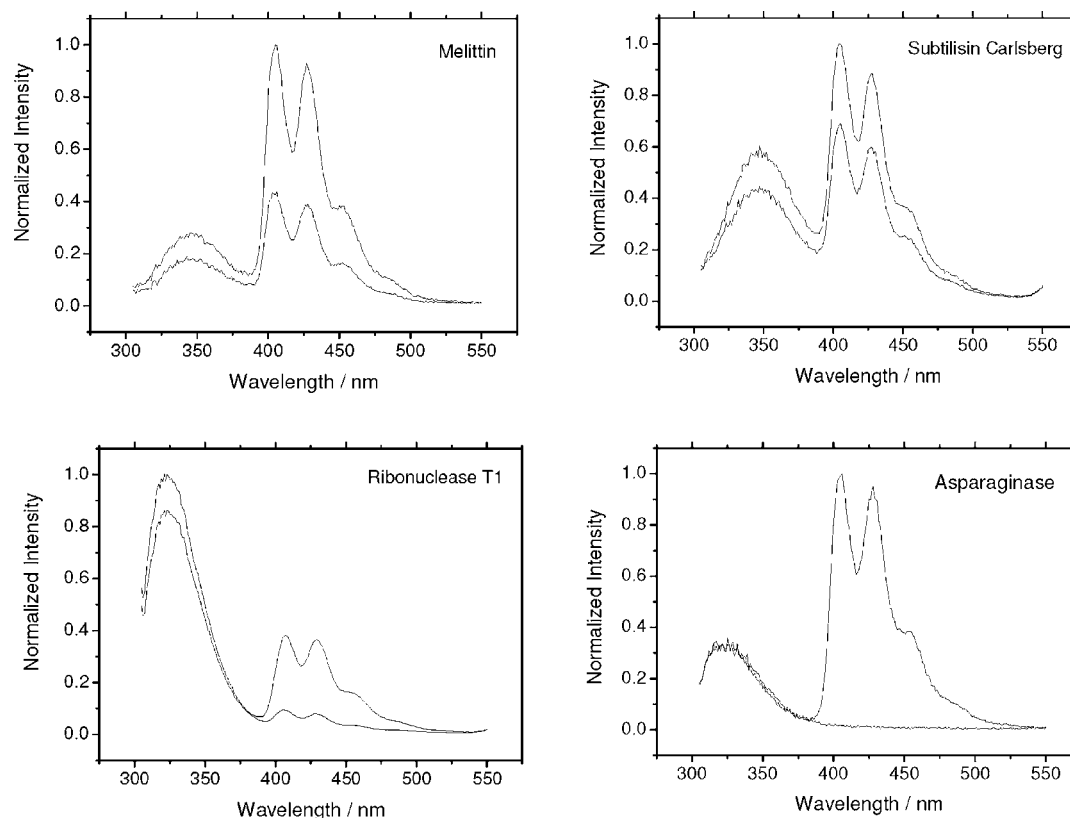 Melittin
Normalized Intensity
1.0
0.8
0.6
0.4
0.2
0.0
300 350 400 450 500 550
Wavelength / nm
Subtilisin Carlsberg
Normalized Intensity
1.0
0.8
0.6
0.4
0.2
0.0
300 350 400 450 500 550
Wavelength / nm
Ribonuclease T1
Normalized Intensity
1.0
0.8
0.6
0.4
0.2
0.0
300 350 400 450 500 550
Wavelength / nm
Asparaginase
Normalized Intensity
1.0
0.8
0.6
0.4
0.2
0.0
300 350 400 450 500 550
Wavelength / nm